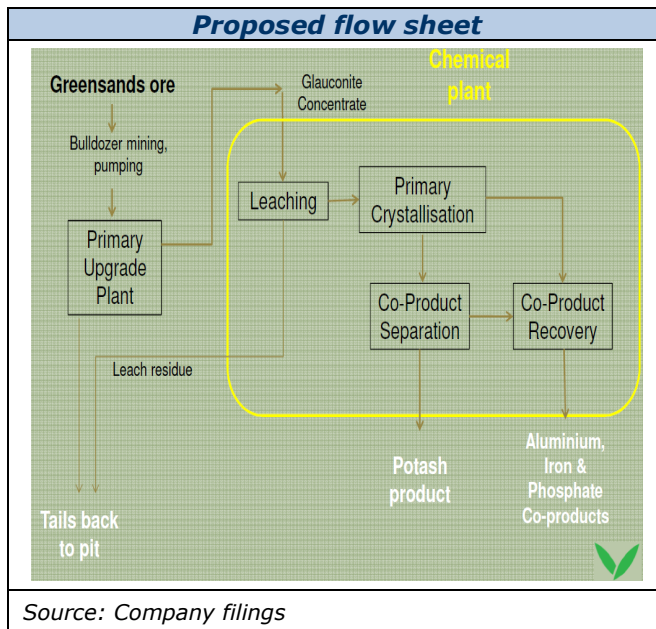 Proposed flow sheet
Chemical
plant
Greensands ore
Glauconite
Concentrate
Bulldozer mining,
pumping
Leaching
Primary
Crystallisation
Primary
Upgrade
Plant
Co-Product
Separation
Co-Product
Recovery
Leach residue
Potash
product
Aluminium,
Iron &
Phosphate
Co-products
Tails back
to pit
Source: Company filings